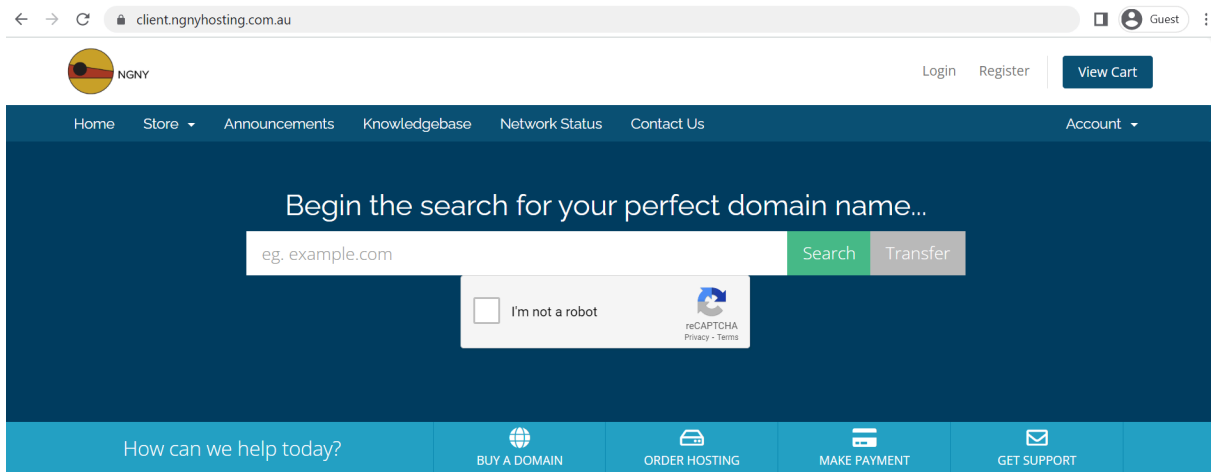 client.ngnyhosting.com.au
Guest
NGNY
Login Register View Cart
Home Store Announcements Knowledgebase Network Status Contact Us Account
Begin the search for your perfect domain name...
eg. example.com Search Transfer
I'm not a robot
reCAPTCHA
Privacy - Terms
How can we help today?
BUY A DOMAIN ORDER HOSTING MAKE PAYMENT GET SUPPORT